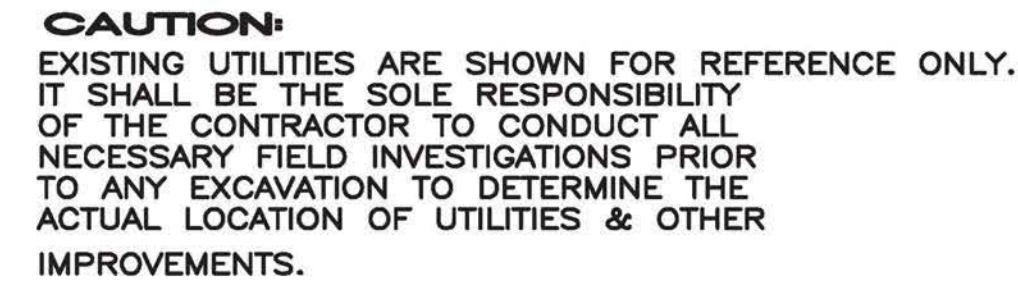 CAUTION:
EXISTING UTILITIES ARE SHOWN FOR REFERENCE ONLY.
IT SHALL BE THE SOLE RESPONSIBILITY
OF THE CONTRACTOR TO CONDUCT ALL
NECESSARY FIELD INVESTIGATIONS PRIOR
TO ANY EXCAVATION TO DETERMINE THE
ACTUAL LOCATION OF UTILITIES & OTHER
IMPROVEMENTS.